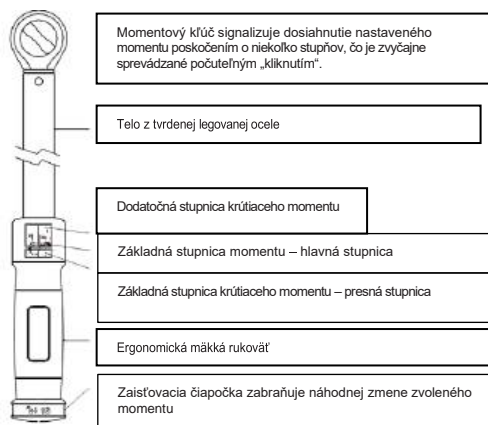 Momentový kľúč signalizuje dosiahnutie nastaveného
momentu poskočením o niekoľko stupňov, čo je zvyčajne
sprevádzané počuteľným „kliknutím“.
Telo z tvrdenej legovanej ocele
Dodatočná stupnica krútiaceho momentu
Základná stupnica momentu – hlavná stupnica
Základná stupnica krútiaceho momentu – presná stupnica
Ergonomická mäkká rukoväť
Zaisťovacia čiapočka zabraňuje náhodnej zmene zvoleného
momentu